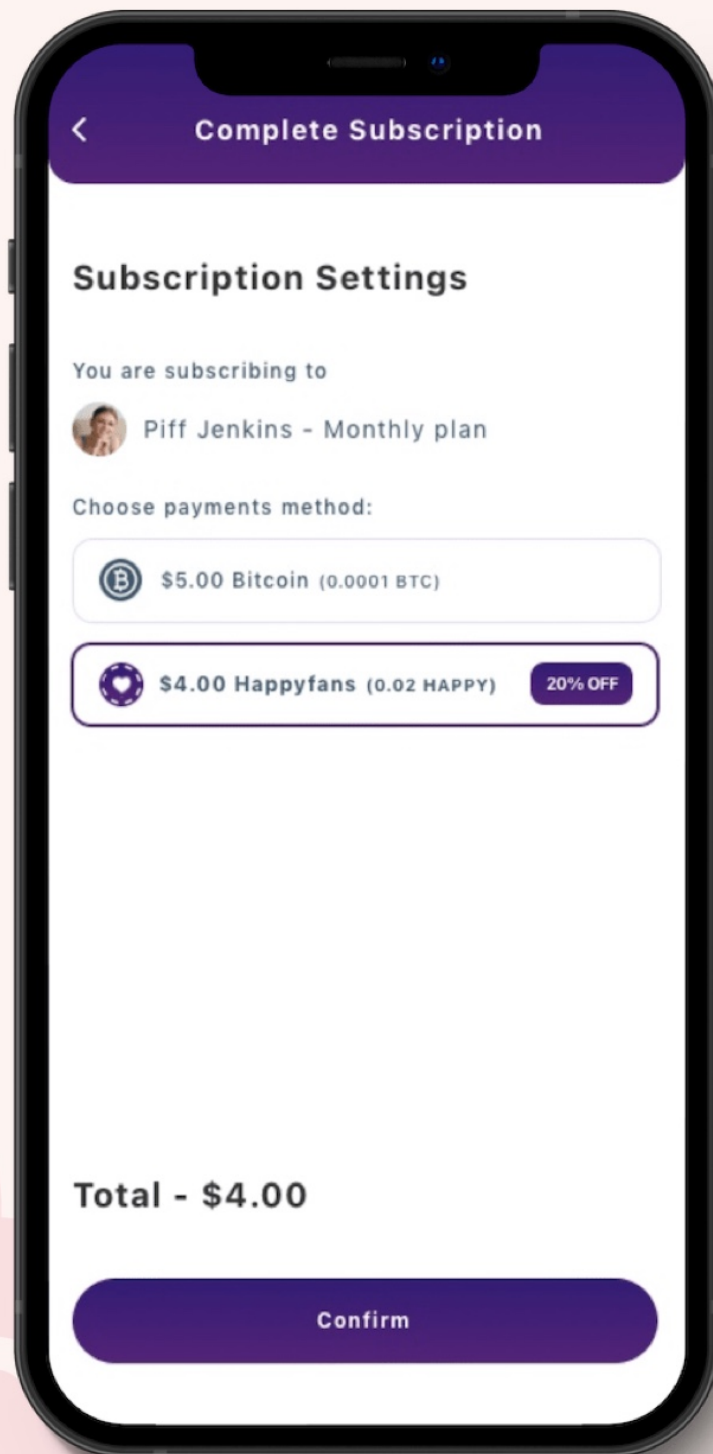 Complete Subscription
Subscription Settings
You are subscribing to
Piff Jenkins - Monthly plan
Choose payments method:
$5.00 Bitcoin (0.0001 BTC)
$4.00 Happyfans (0.02 HAPPY) 20% OFF
Total - $4.00
Confirm